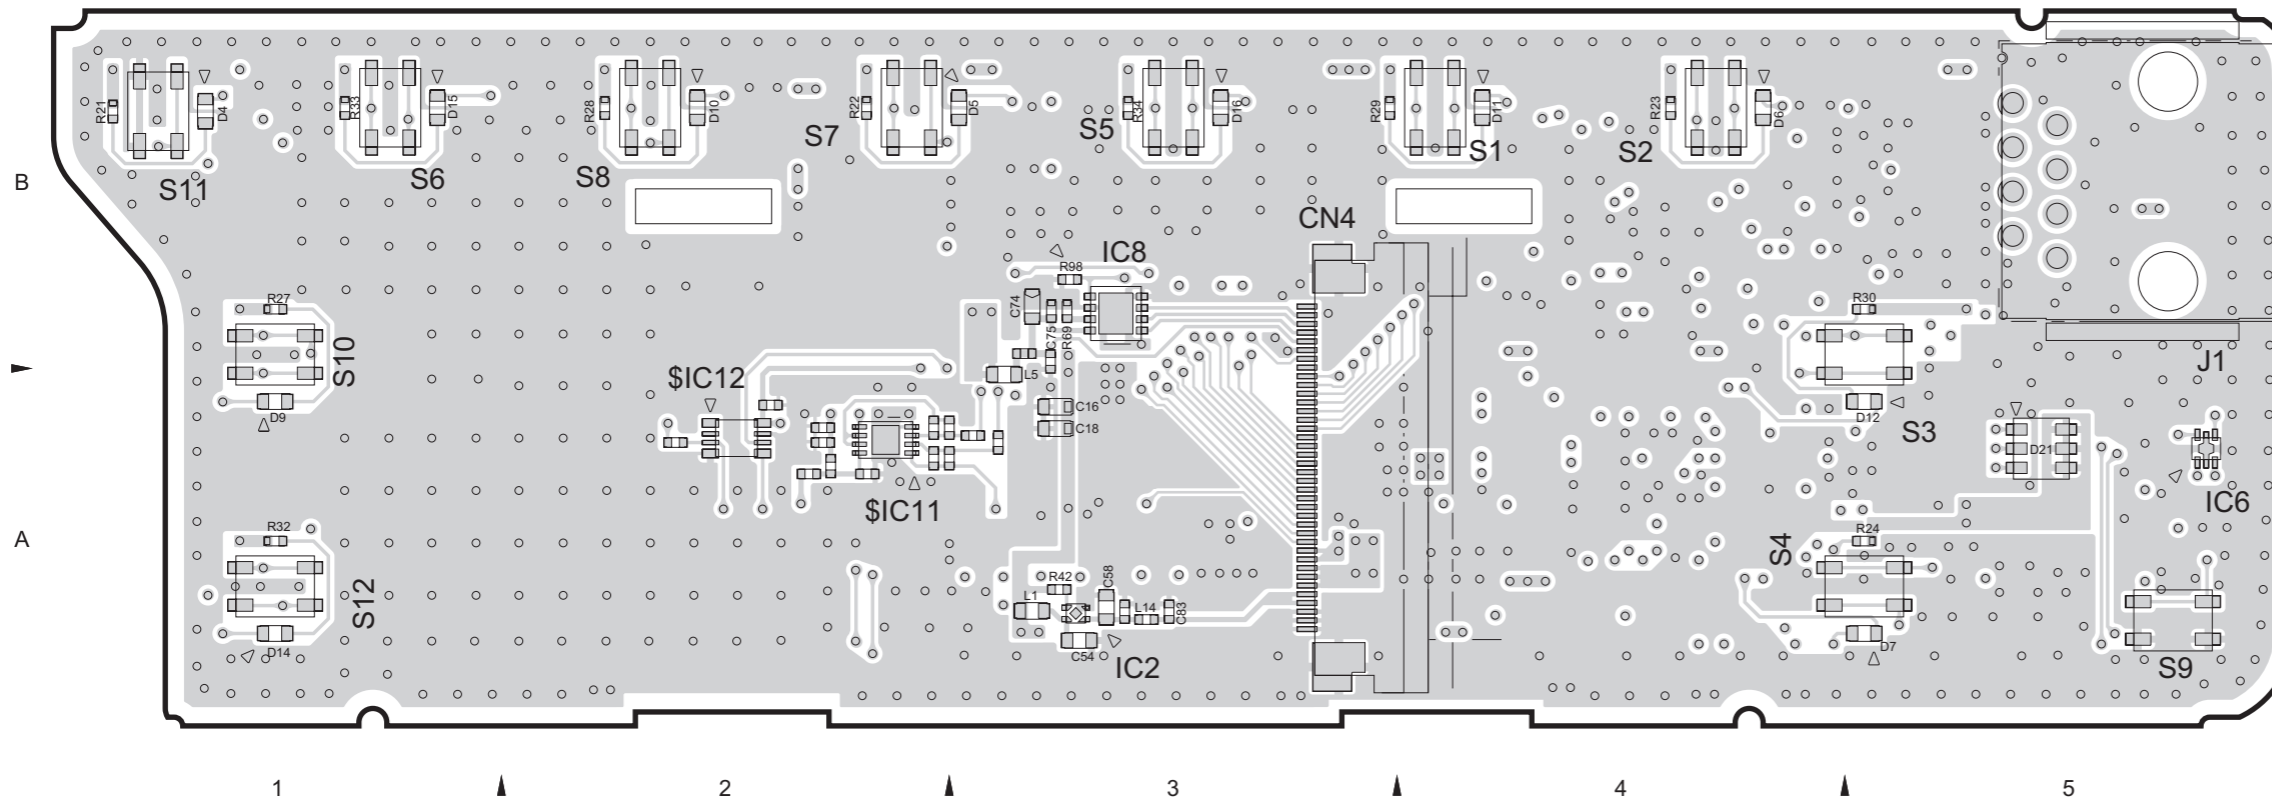 R21
D4
R33
D15
R28
D10
R22
D5
R34
D16
R29
D11
R23
D6
S7
S5
S1
S2
B
S11
S6
S8
CN4
IC8
R98
C74
C75
R69
R27
R30
S10
J1
$IC12
L5
D9
C16
C18
D12
S3
D21
$IC11
IC6
A
R32
R24
S4
S12
R42
C58
L1
L14
C83
D14
C54
IC2
D7
S9
1
2
3
4
5